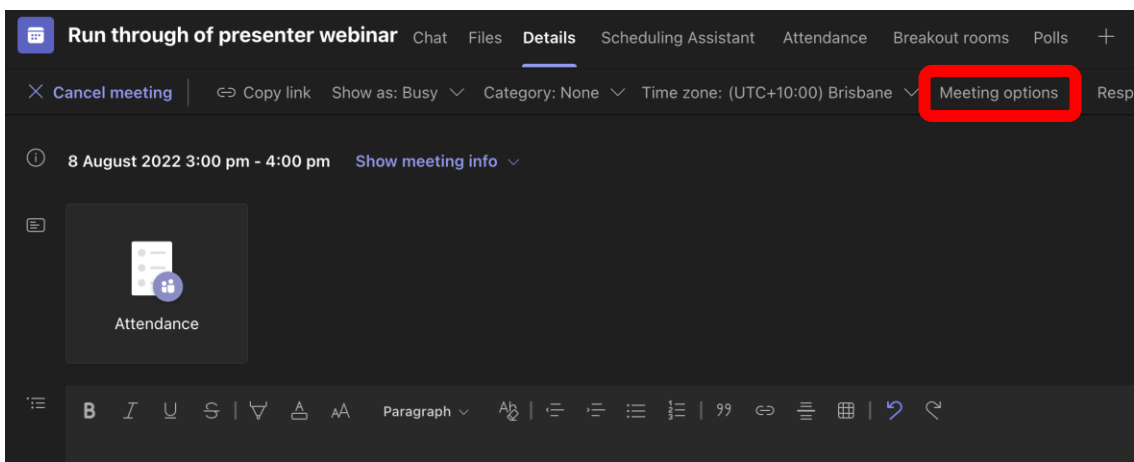 Run through of presenter webinar Chat Files Details Scheduling Assistant Attendance Breakout rooms Polls
Cancel meeting Copy link Show as: Busy Category: None Time zone: (UTC+10:00) Brisbane Meeting options Resp
8 August 2022 3:00 pm - 4:00 pm Show meeting info
Attendance
B I U S A AA Paragraph Ab